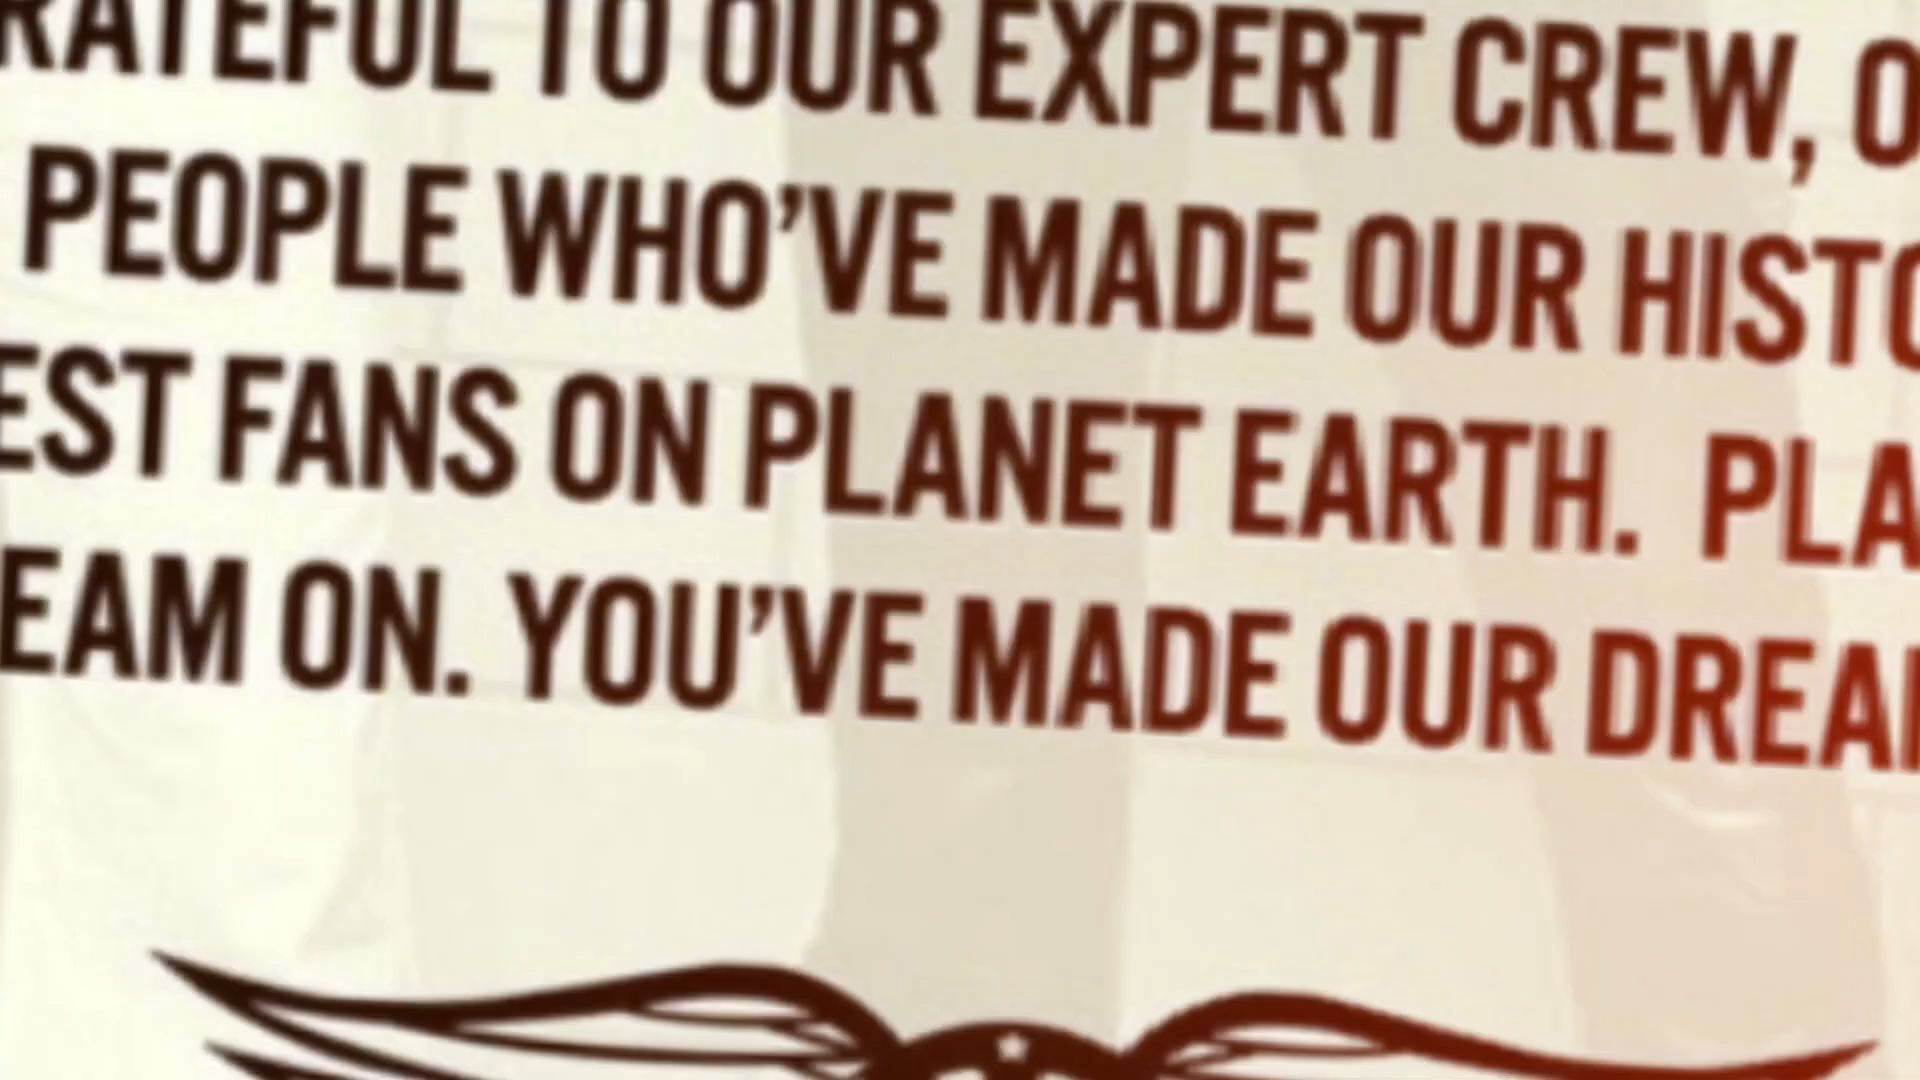 RATEFUL TO OUR EXPERT CREW, O
PEOPLE WHO'VE MADE OUR HISTO
EST FANS ON PLANET EARTH. PLA
EAM ON. YOU'VE MADE OUR DREA